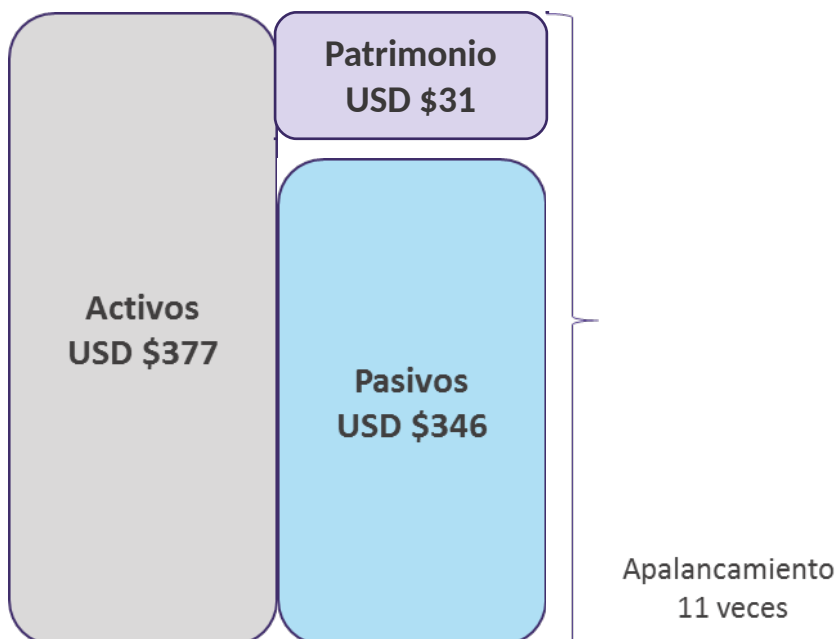 Patrimonio
USD $31
Activos
USD $377
Pasivos
USD $346
Apalancamiento
11 veces